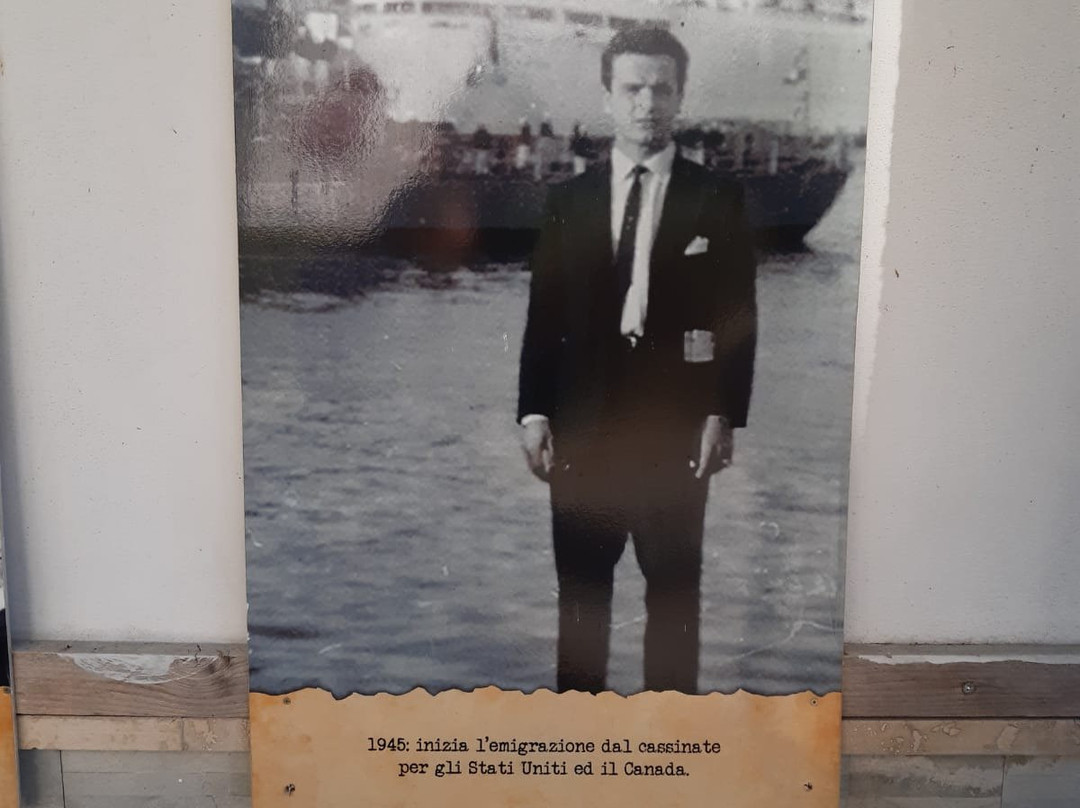 1945: inizia l'emigrazione dal cassinate
per gli Stati Uniti ed il Canada.